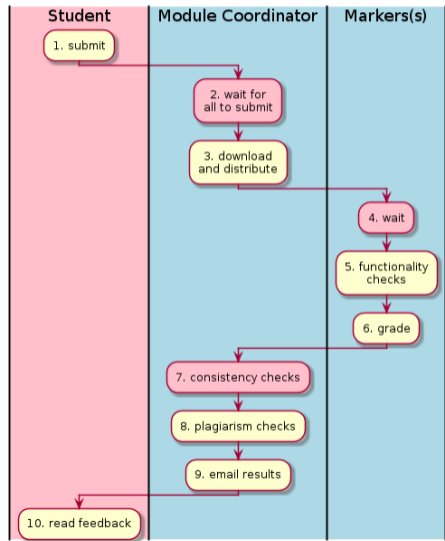 Student
Module Coordinator
Markers(s)
1. submit
2. wait for
all to submit
3. download
and distribute
4. wait
5. functionality
checks
6. grade
7. consistency checks
8. plagiarism checks
9. email results
10. read feedback